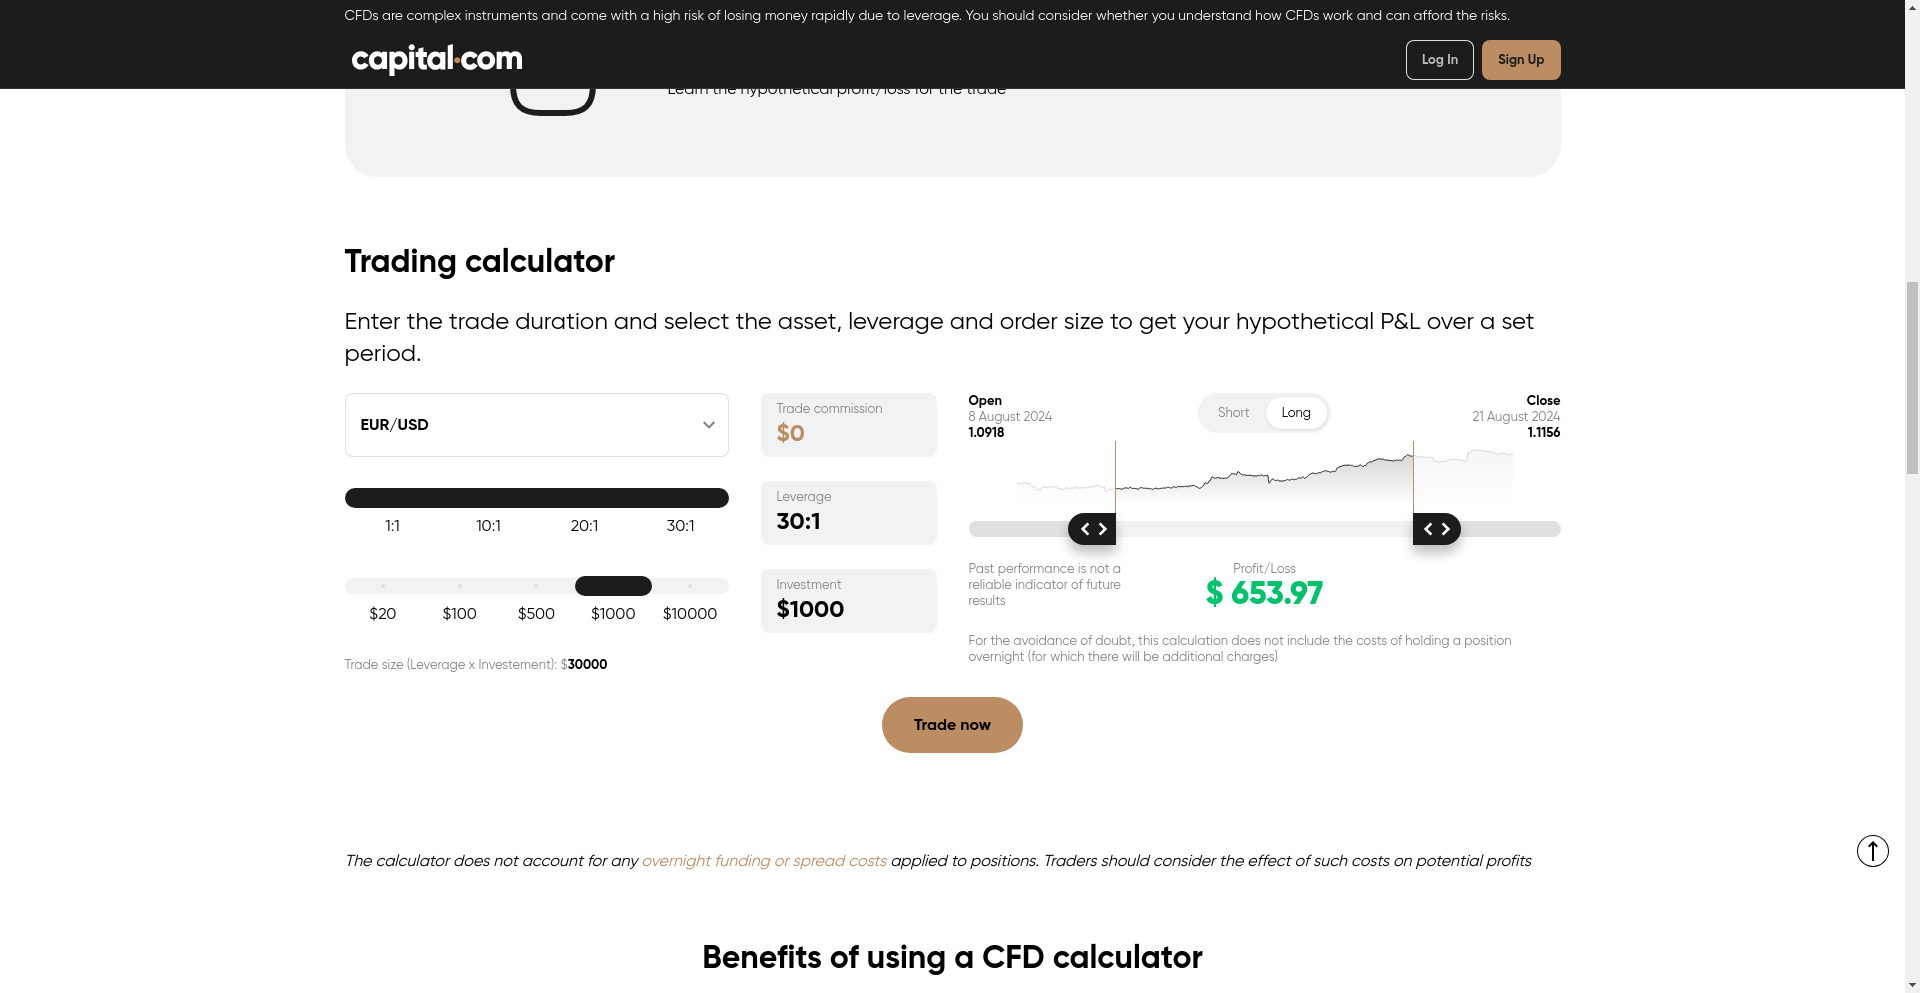 CFDs are complex instruments and come with a high risk of losing money rapidly due to leverage. You should consider whether you understand how CFDs work and can afford the risks.
capital.com
Log In
Sign Up
Learn the hypothetical profit/loss for the trade
Trading calculator
Enter the trade duration and select the asset, leverage and order size to get your hypothetical P&L over a set
period.
EUR/USD
1:1 10:1 20:1 30:1
$20 $100 $500 $1000 $10000
Trade size (Leverage x Investement): $30000
Trade commission
$0
Leverage
30:1
Investment
$1000
Open
8 August 2024
1.0918
Short Long
Close
21 August 2024
1.1156
Past performance is not a
reliable indicator of future
results
Profit/Loss
$ 653.97
For the avoidance of doubt, this calculation does not include the costs of holding a position
overnight (for which there will be additional charges)
Trade now
The calculator does not account for any overnight funding or spread costs applied to positions. Traders should consider the effect of such costs on potential profits
Benefits of using a CFD calculator